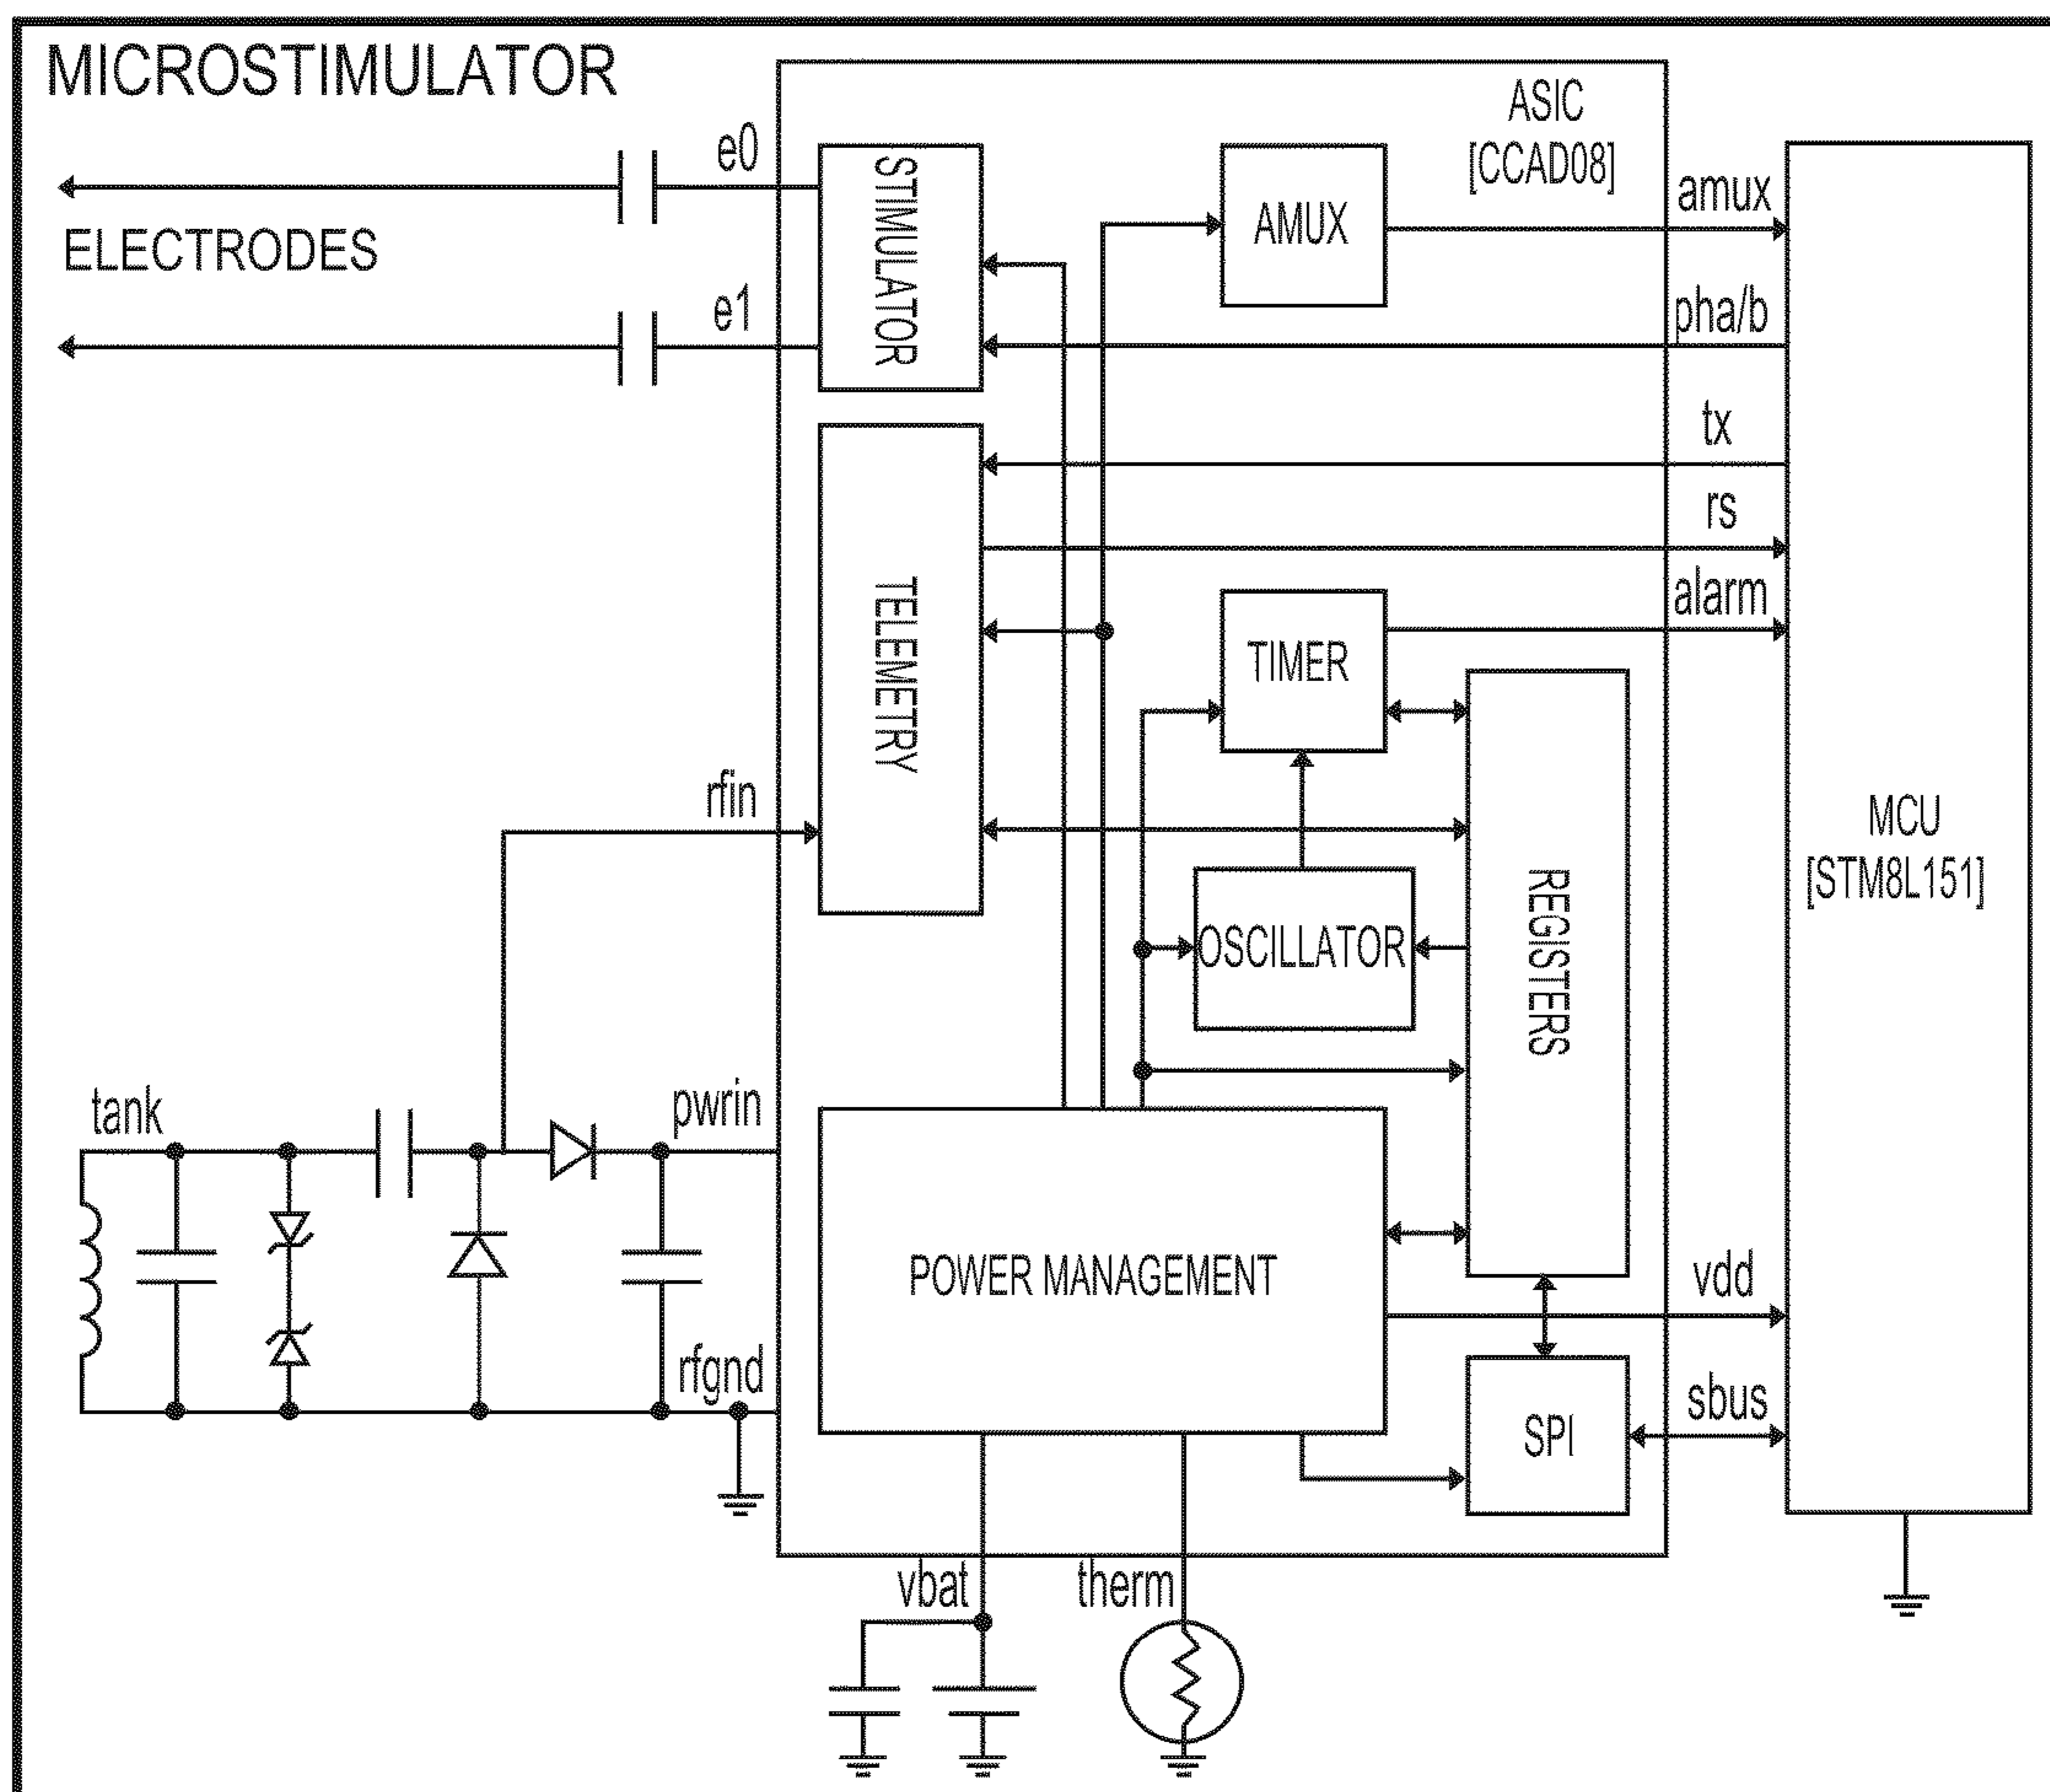 MICROSTIMULATOR
ASIC
[CCAD08]
e0
STIMULATOR
AMUX
amux
ELECTRODES
e1
pha/b
tx
rs
alarm
TELEMETRY
TIMER
rfin
MCU
[STM8L151]
OSCILLATOR
REGISTERS
tank
pwrin
POWER MANAGEMENT
vdd
rfgnd
sbus
SPI
vbat
therm